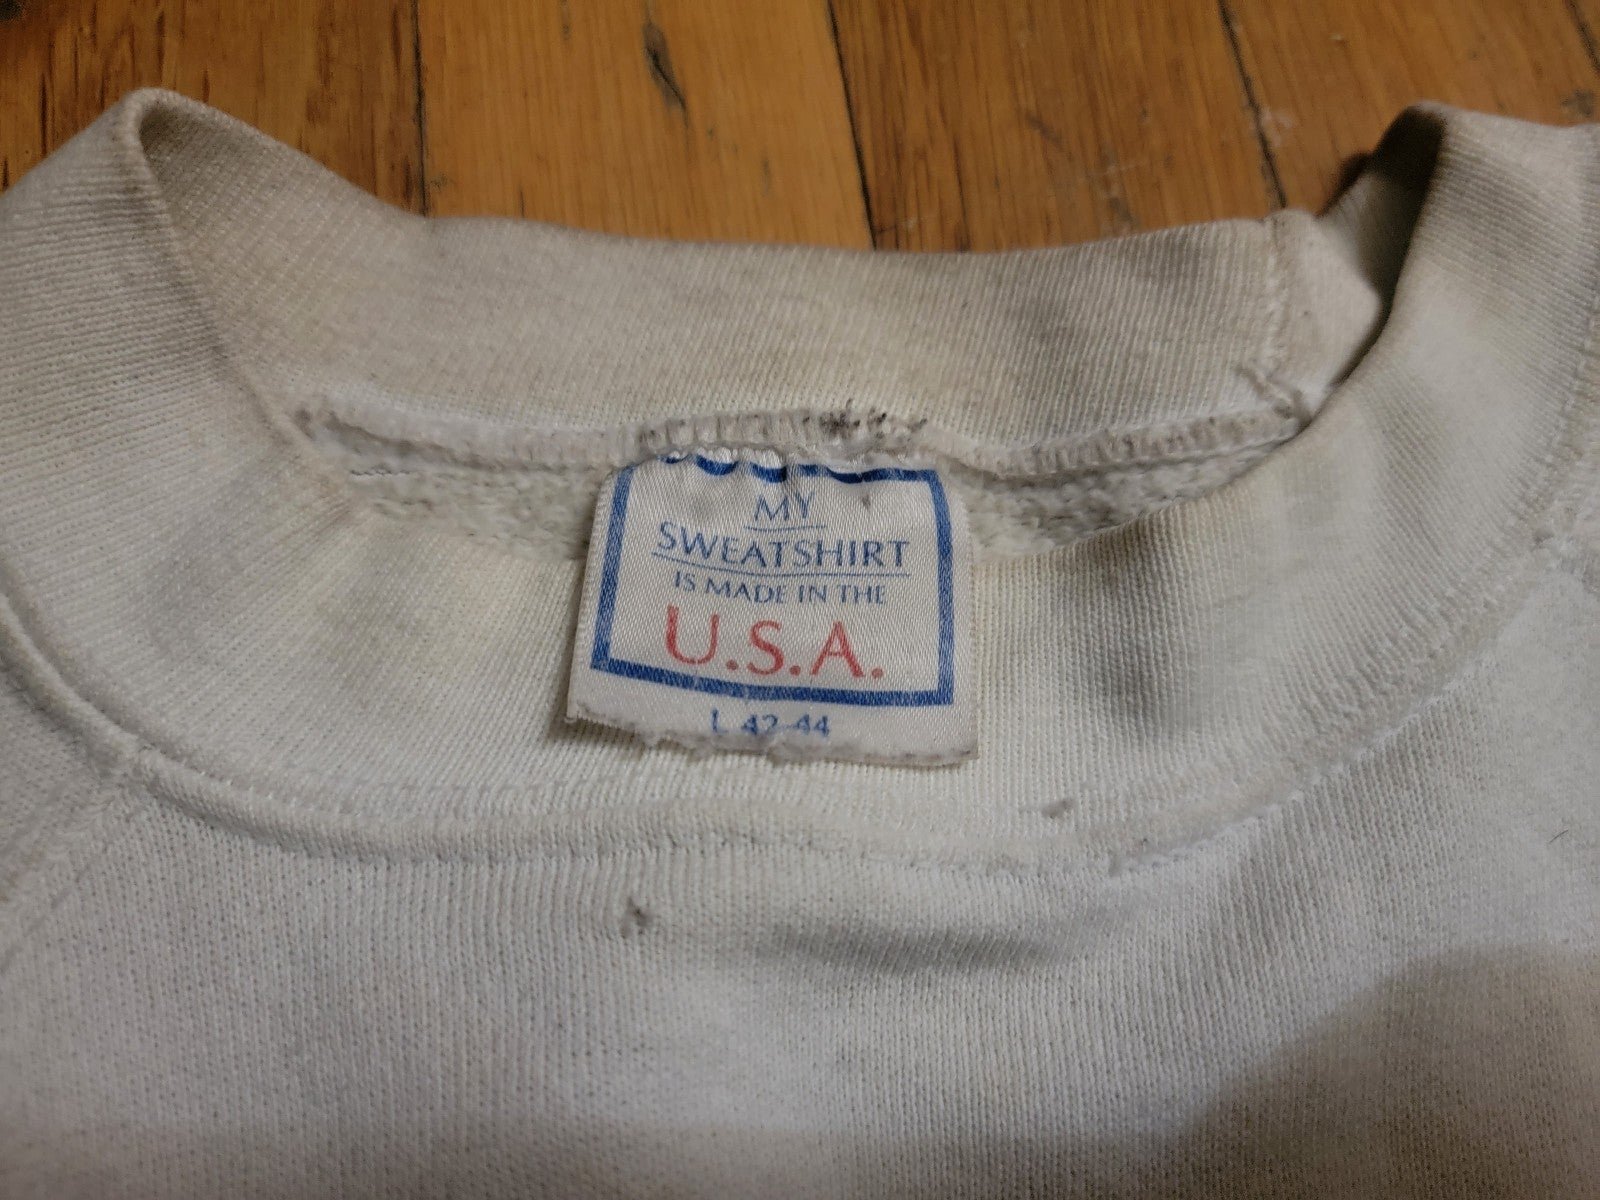 MY
SWEATSHIRT
IS MADE IN THE
U.S.A.
L 42-44